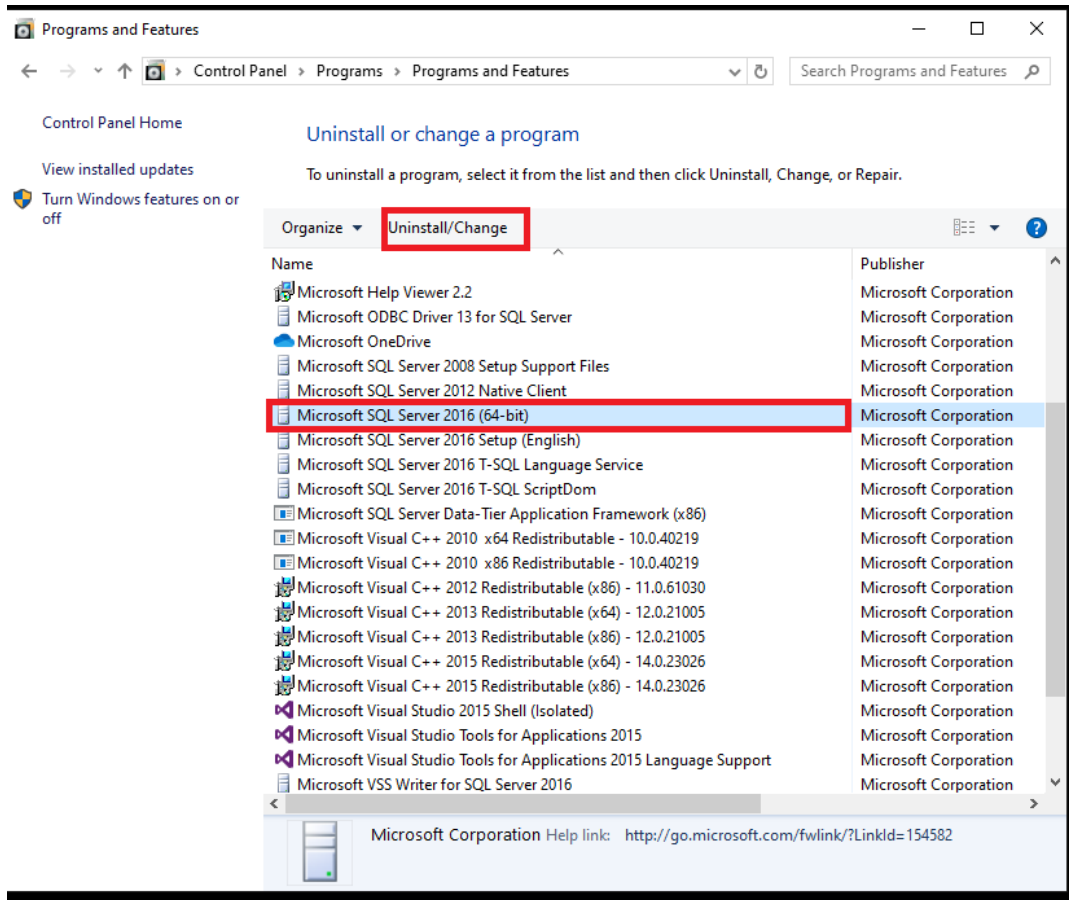 Programs and Features
Control Panel > Programs > Programs and Features
Search Programs and Features
Control Panel Home
View installed updates
Turn Windows features on or
off
Uninstall or change a program
To uninstall a program, select it from the list and then click Uninstall, Change, or Repair.
Organize Uninstall/Change
?
Name Publisher
Microsoft Help Viewer 2.2 Microsoft Corporation
Microsoft ODBC Driver 13 for SQL Server Microsoft Corporation
Microsoft OneDrive Microsoft Corporation
Microsoft SQL Server 2008 Setup Support Files Microsoft Corporation
Microsoft SQL Server 2012 Native Client Microsoft Corporation
Microsoft SQL Server 2016 (64-bit) Microsoft Corporation
Microsoft SQL Server 2016 Setup (English) Microsoft Corporation
Microsoft SQL Server 2016 T-SQL Language Service Microsoft Corporation
Microsoft SQL Server 2016 T-SQL ScriptDom Microsoft Corporation
Microsoft SQL Server Data-Tier Application Framework (x86) Microsoft Corporation
Microsoft Visual C++ 2010  x64 Redistributable - 10.0.40219 Microsoft Corporation
Microsoft Visual C++ 2010  x86 Redistributable - 10.0.40219 Microsoft Corporation
Microsoft Visual C++ 2012 Redistributable (x86) - 11.0.61030 Microsoft Corporation
Microsoft Visual C++ 2013 Redistributable (x64) - 12.0.21005 Microsoft Corporation
Microsoft Visual C++ 2013 Redistributable (x86) - 12.0.21005 Microsoft Corporation
Microsoft Visual C++ 2015 Redistributable (x64) - 14.0.23026 Microsoft Corporation
Microsoft Visual C++ 2015 Redistributable (x86) - 14.0.23026 Microsoft Corporation
Microsoft Visual Studio 2015 Shell (Isolated) Microsoft Corporation
Microsoft Visual Studio Tools for Applications 2015 Microsoft Corporation
Microsoft Visual Studio Tools for Applications 2015 Language Support Microsoft Corporation
Microsoft VSS Writer for SQL Server 2016 Microsoft Corporation
Microsoft Corporation Help link: http://go.microsoft.com/fwlink/?LinkId=154582